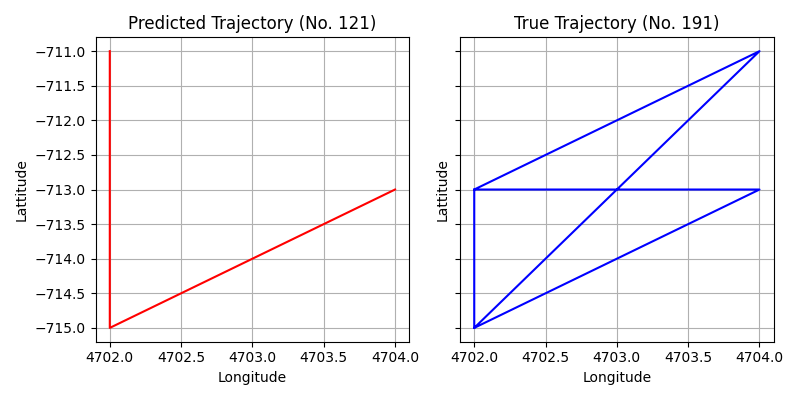 Predicted Trajectory (No. 121)
True Trajectory (No. 191)
Lattitude
−711.0
−711.5
−712.0
−712.5
−713.0
−713.5
−714.0
−714.5
−715.0
4702.0 4702.5 4703.0 4703.5 4704.0
Longitude
Lattitude
4702.0 4702.5 4703.0 4703.5 4704.0
Longitude